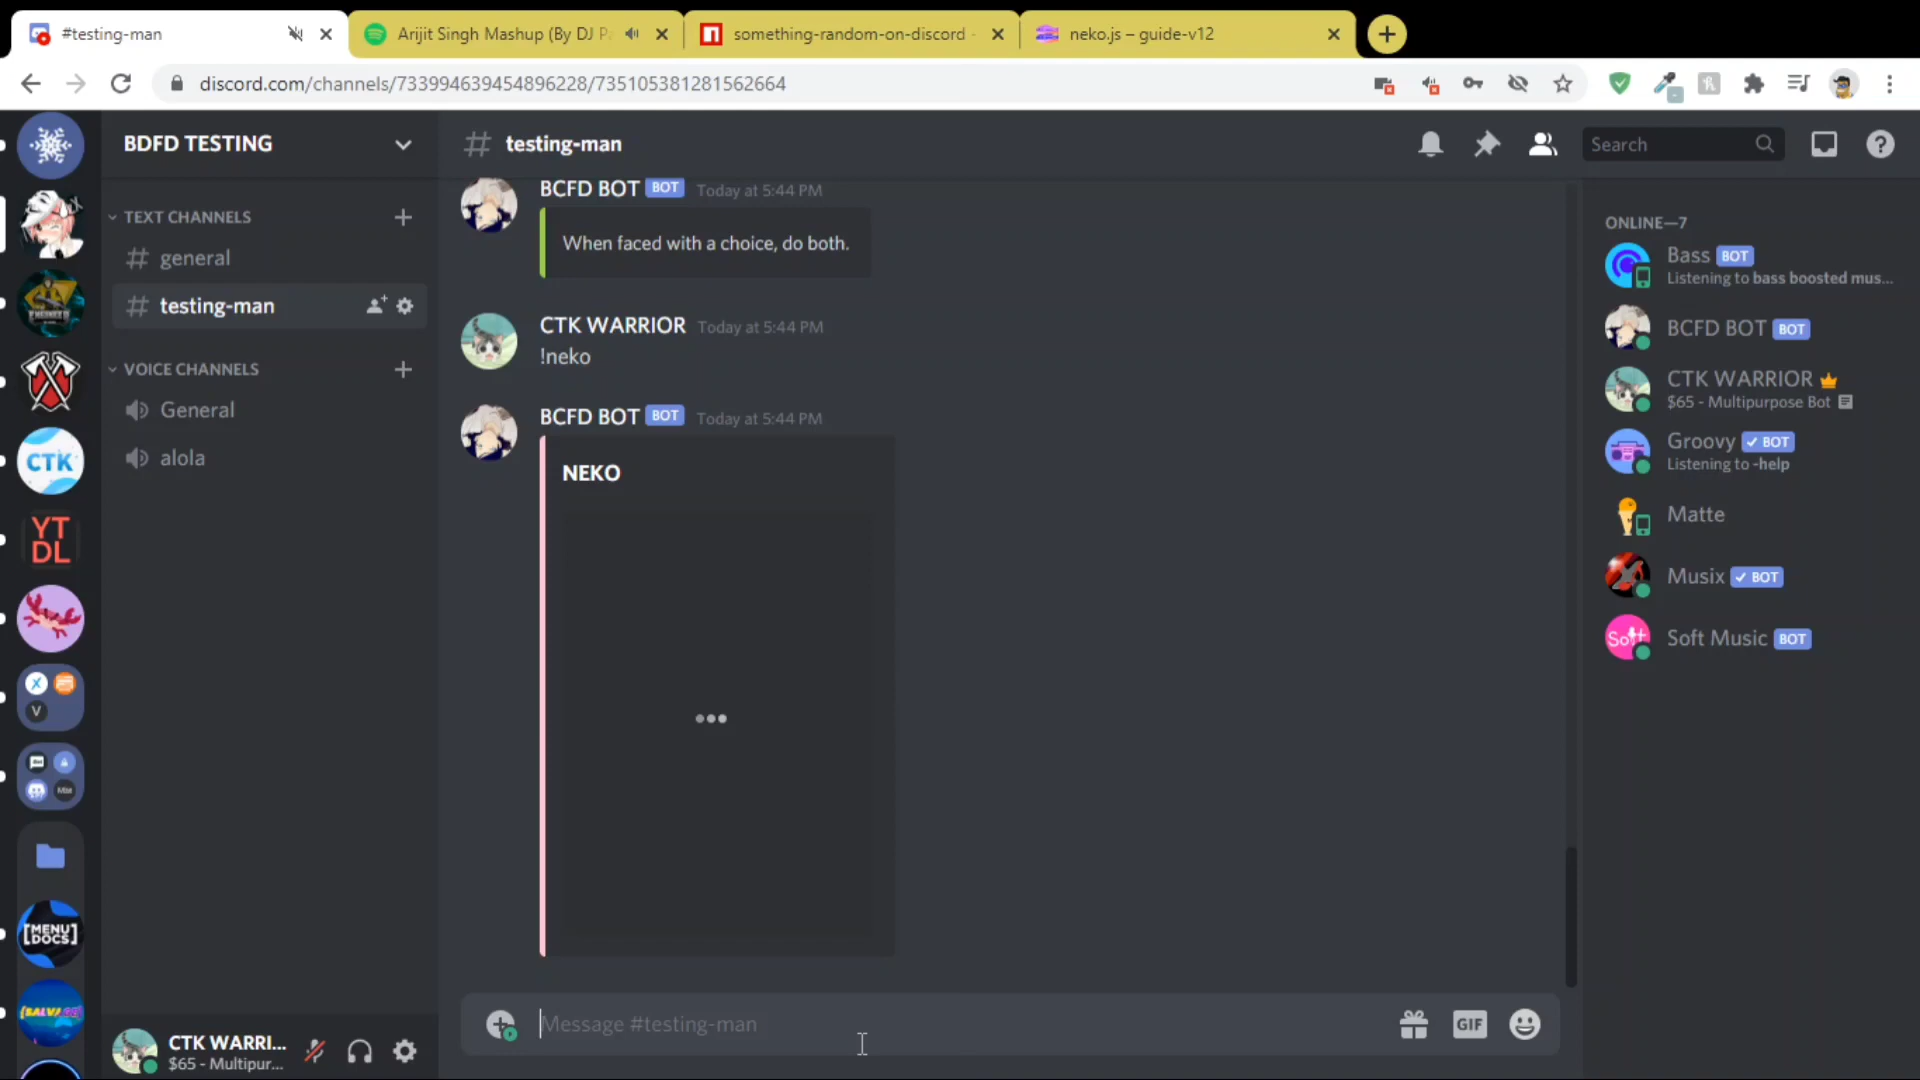 #testing-man
Arijit Singh Mashup (By DJ P
something-random-on-discord -
neko.js – guide-v12
discord.com/channels/733994639454896228/735105381281562664
BDFD TESTING
testing-man
Search
TEXT CHANNELS
general
testing-man
VOICE CHANNELS
General
alola
CTK
YT
DL
X
V
[MENU]
DOCS]
CTK WARRI...
$65 - Multipur...
BCFD BOT BOT Today at 5:44 PM
When faced with a choice, do both.
CTK WARRIOR Today at 5:44 PM
!neko
BCFD BOT BOT Today at 5:44 PM
NEKO
Message #testing-man
GIF
ONLINE—7
Bass BOT
Listening to bass boosted mus...
BCFD BOT BOT
CTK WARRIOR
$65 - Multipurpose Bot
Groovy BOT
Listening to -help
Matte
Musix BOT
Soft Music BOT